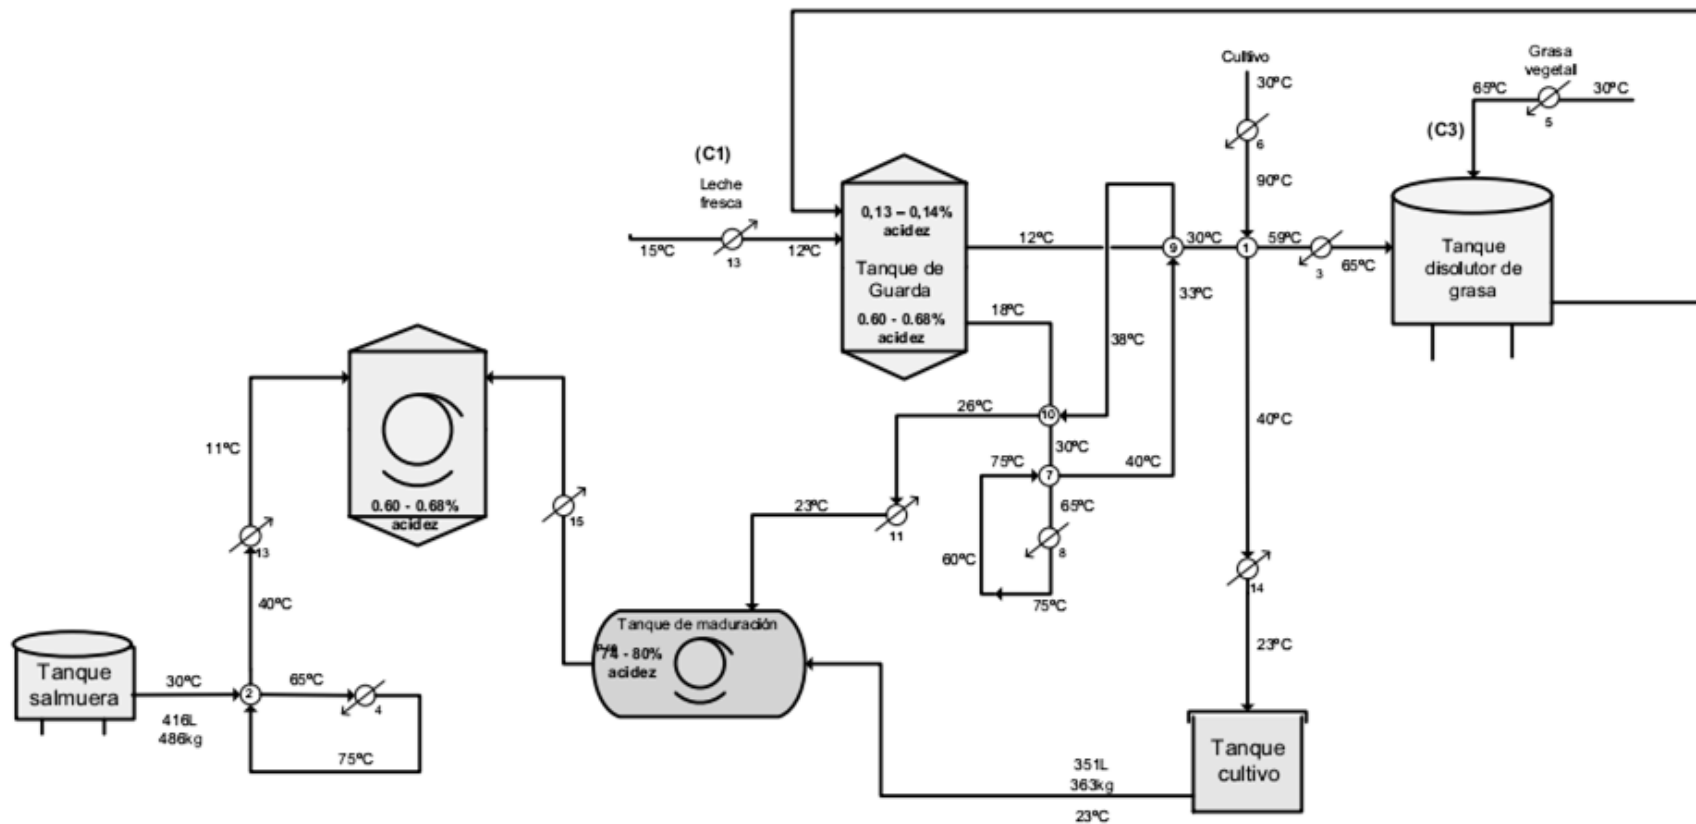 Cultivo
30ºC
6
90ºC
Grasa
vegetal
65ºC
30ºC
5
(C3)
(C1)
Leche
fresca
15ºC
13
12ºC
0,13 – 0,14%
acidez
Tanque de
Guarda
0.60 - 0.68%
acidez
12ºC
9
30ºC
1
59ºC
3
65ºC
Tanque
disolutor de
grasa
18ºC
33ºC
38ºC
26ºC
10
30ºC
75ºC
7
40ºC
65ºC
8
60ºC
75ºC
23ºC
11
40ºC
14
23ºC
11ºC
0.60 - 0.68%
acidez
13
15
40ºC
Tanque
salmuera
30ºC
416L
486kg
2
65ºC
4
75ºC
Tanque de maduración
74 - 80%
acidez
351L
363kg
23ºC
Tanque
cultivo